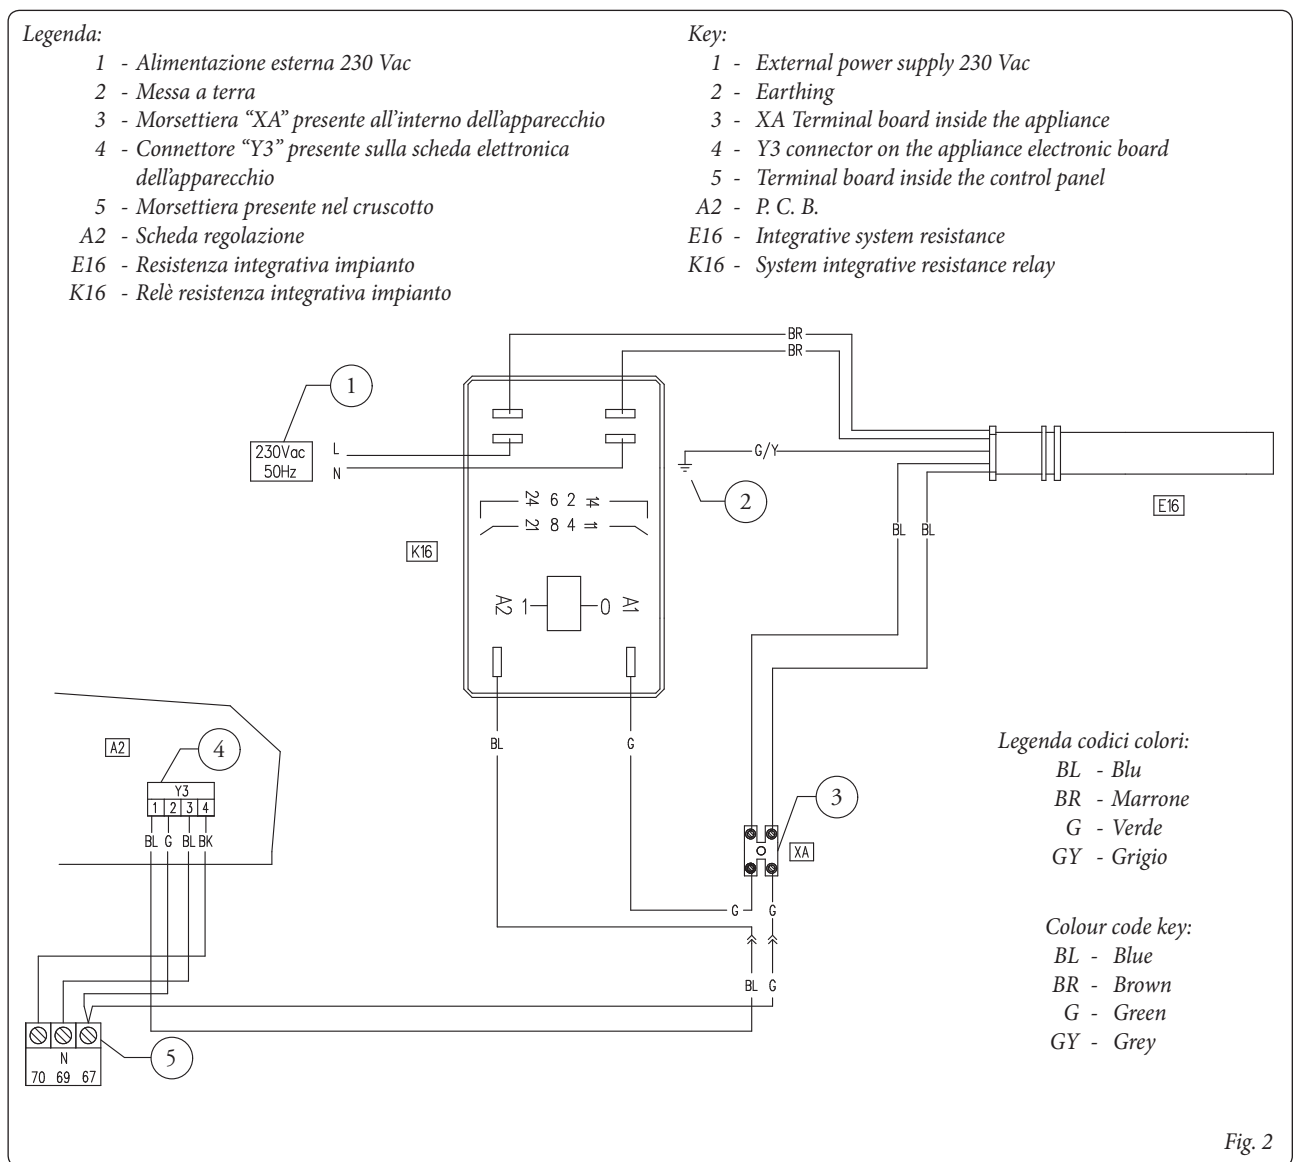 Legenda:
1 - Alimentazione esterna 230 Vac
2 - Messa a terra
3 - Morsettiera “XA” presente all’interno dell’apparecchio
4 - Connettore “Y3” presente sulla scheda elettronica
dell’apparecchio
5 - Morsettiera presente nel cruscotto
A2 - Scheda regolazione
E16 - Resistenza integrativa impianto
K16 - Relè resistenza integrativa impianto
Key:
1 - External power supply 230 Vac
2 - Earthing
3 - XA Terminal board inside the appliance
4 - Y3 connector on the appliance electronic board
5 - Terminal board inside the control panel
A2 - P. C. B.
E16 - Integrative system resistance
K16 - System integrative resistance relay
BR
BR
1
230Vac
50Hz
L
N
G/Y
2
E16
24 6 2 14
21 8 4 11
K16
BL BL
A2 1 0 A1
BL
G
A2
4
Y3
1 2 3 4
BL G BL BK
3
XA
G G
BL G
5
N
70 69 67
Legenda codici colori:
BL - Blu
BR - Marrone
G - Verde
GY - Grigio
Colour code key:
BL - Blue
BR - Brown
G - Green
GY - Grey
Fig. 2